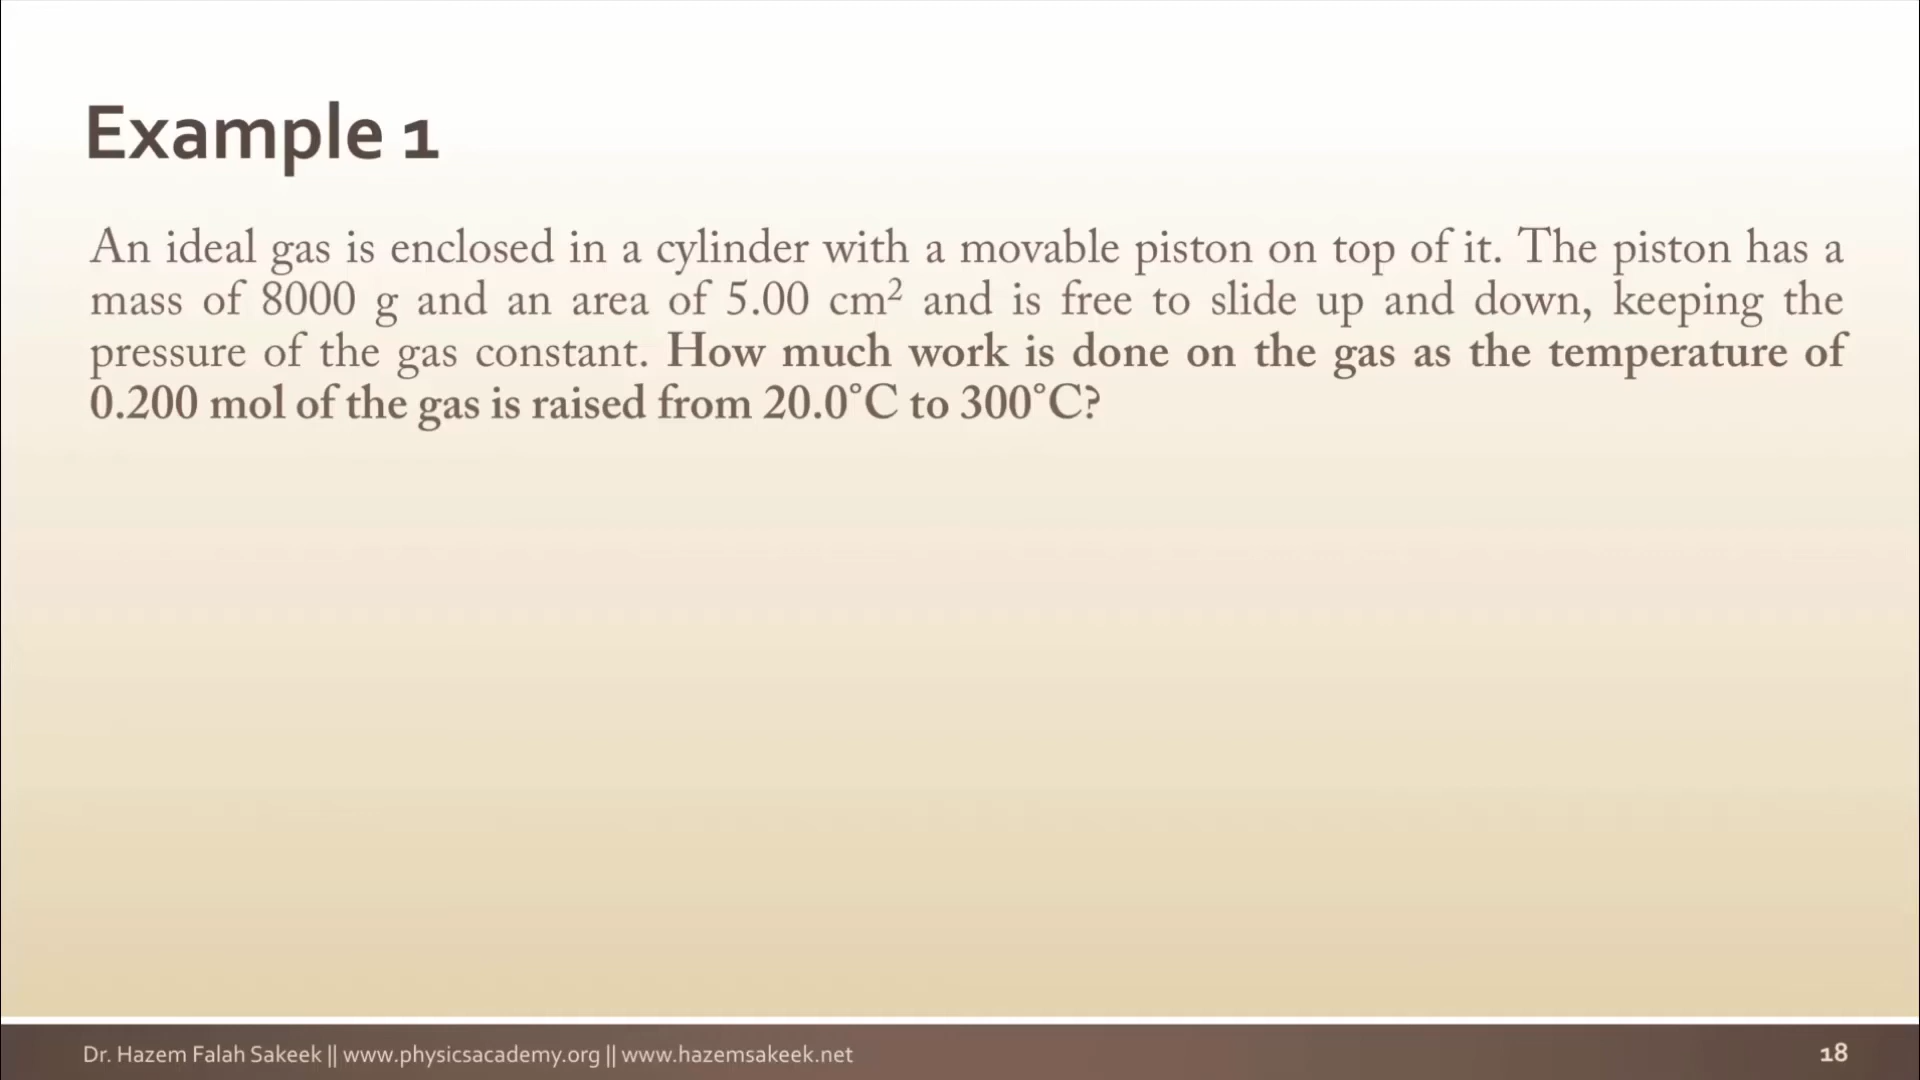 Example 1
An ideal gas is enclosed in a cylinder with a movable piston on top of it. The piston has a
mass of 8000 g and an area of 5.00 cm² and is free to slide up and down, keeping the
pressure of the gas constant. How much work is done on the gas as the temperature of
0.200 mol of the gas is raised from 20.0°C to 300°C?
Dr. Hazem Falah Sakeek || www.physicsacademy.org || www.hazemsakeek.net
18